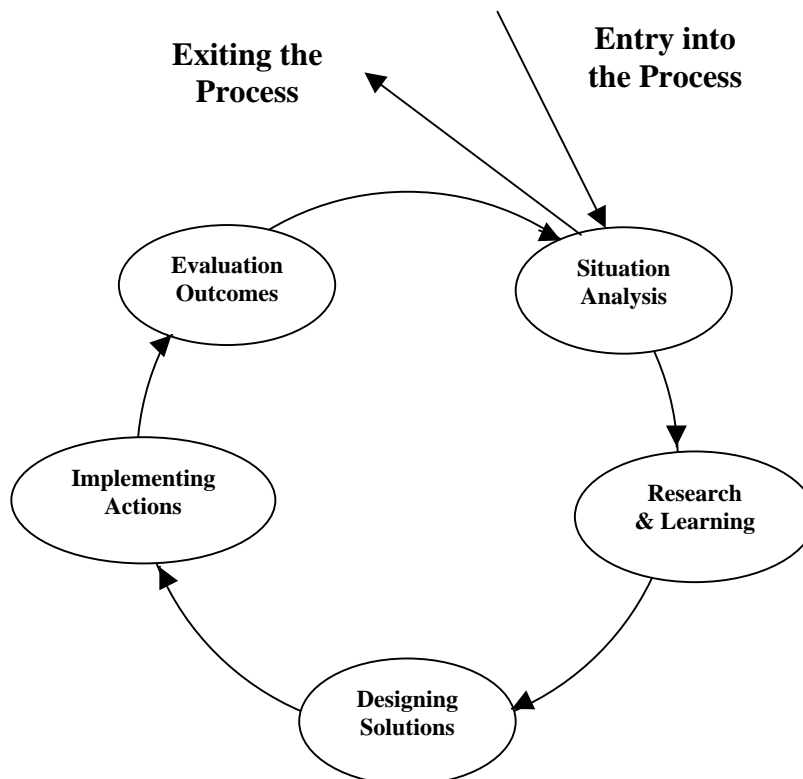 Exiting the
Process
Entry into
the Process
Evaluation
Outcomes
Situation
Analysis
Implementing
Actions
Research
& Learning
Designing
Solutions